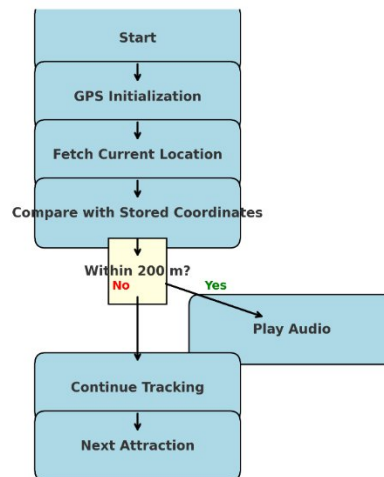 Start
GPS Initialization
Fetch Current Location
Compare with Stored Coordinates
Within 200 m?
No
Yes
Play Audio
Continue Tracking
Next Attraction